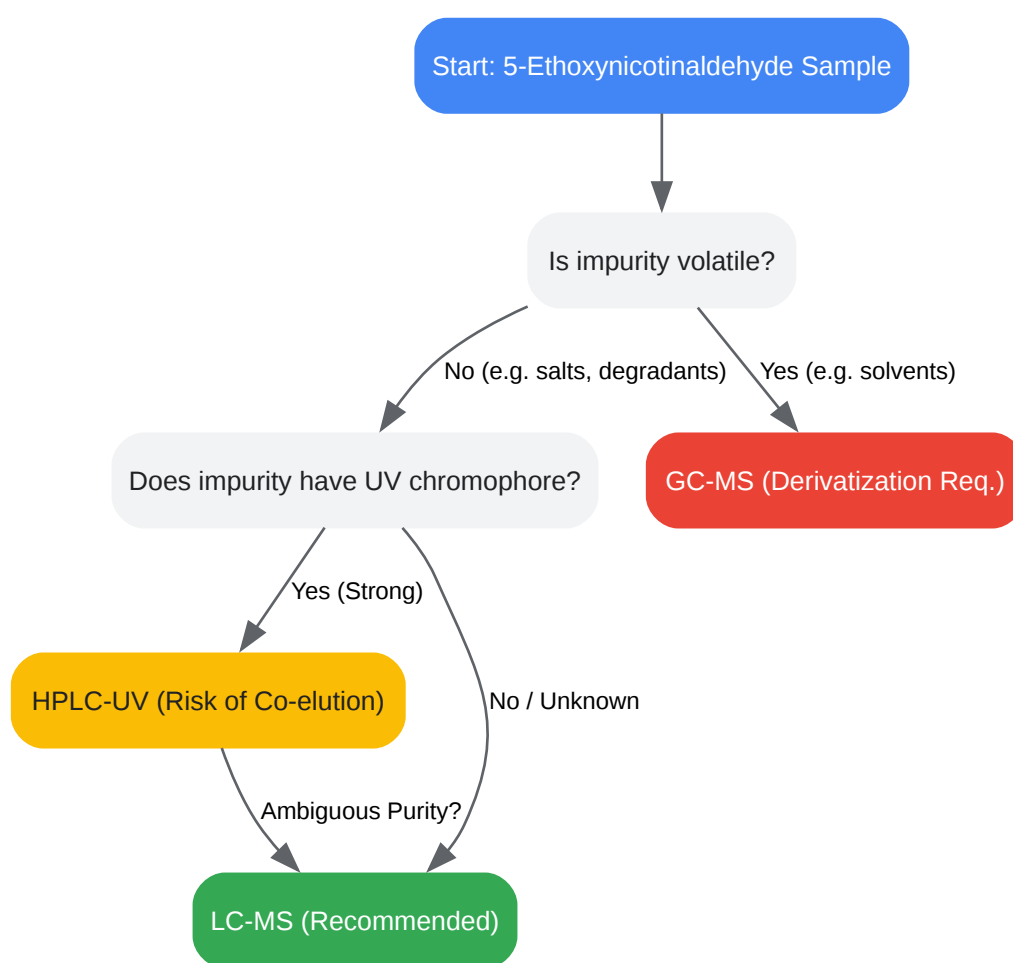 Start: 5-Ethoxynicotinaldehyde Sample
Is impurity volatile?
No (e.g. salts, degradants)
Yes (e.g. solvents)
Does impurity have UV chromophore?
GC-MS (Derivatization Req.)
Yes (Strong)
HPLC-UV (Risk of Co-elution)
No / Unknown
Ambiguous Purity?
LC-MS (Recommended)